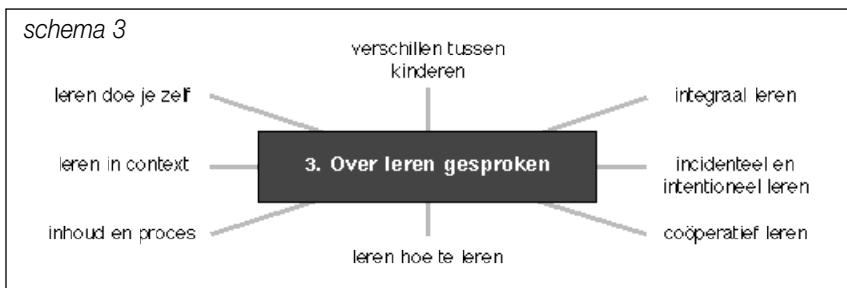 schema 3
verschillen tussen
kinderen
leren doe je zelf
integraal leren
leren in context
3. Over leren gesproken
incidenteel en
intentioneel leren
inhoud en proces
leren hoe te leren
coöperatief leren